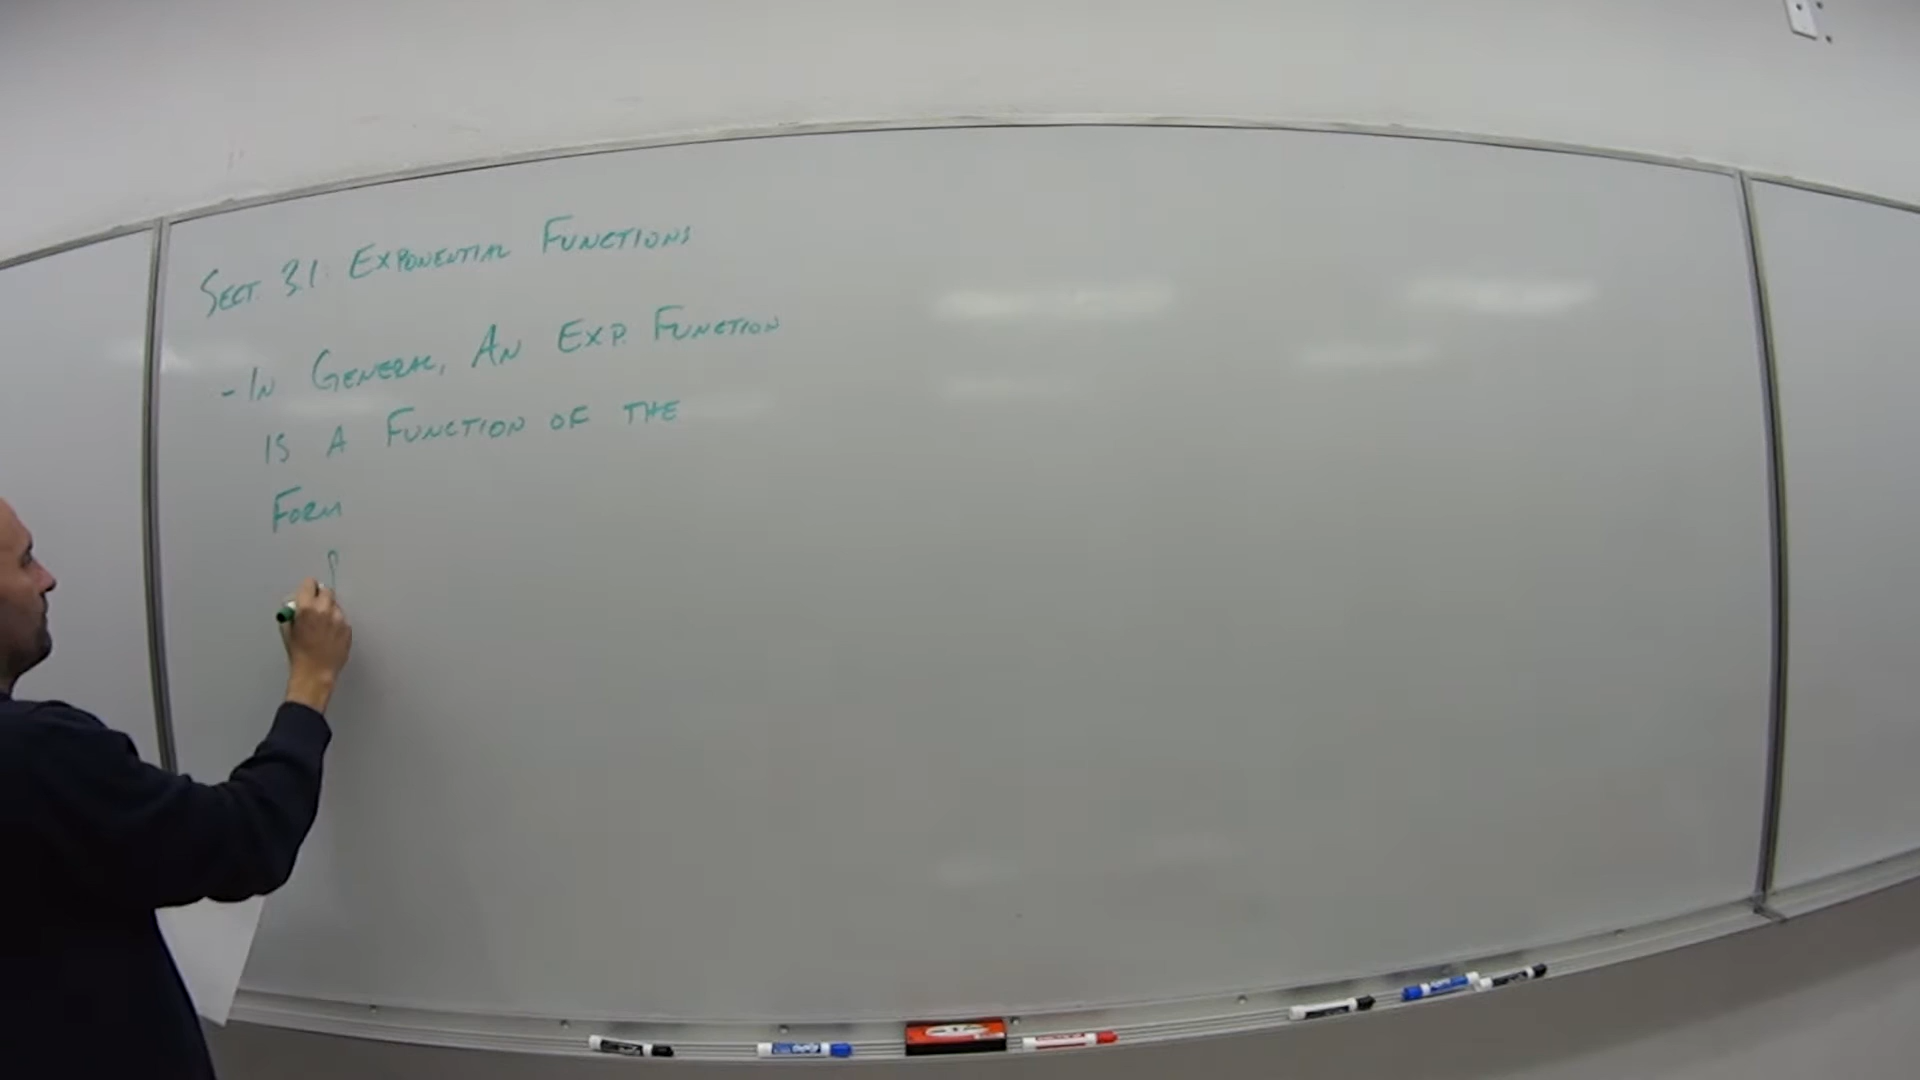 SECT. 3.1: EXPONENTIAL FUNCTIONS
- IN GENERAL, AN EXP. FUNCTION
IS A FUNCTION OF THE
FORM
f